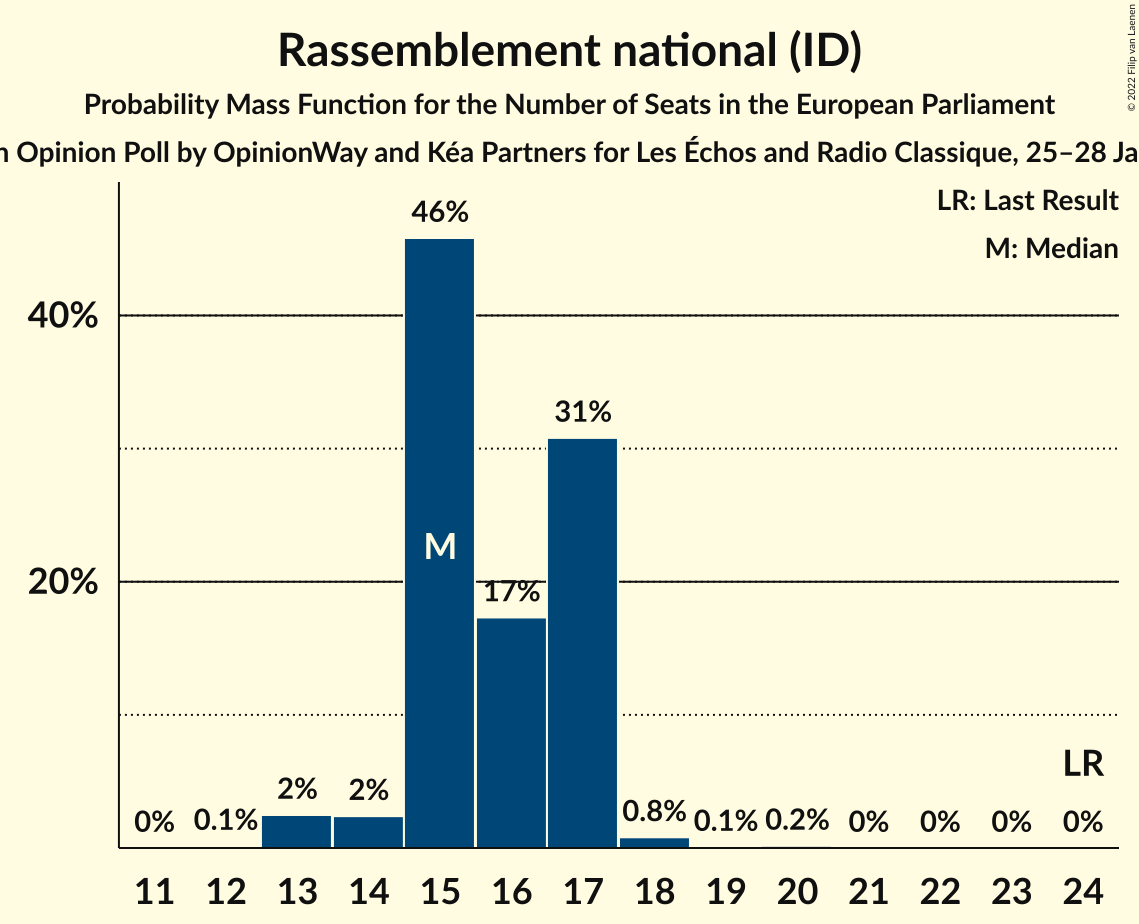 Rassemblement national (ID)
Probability Mass Function for the Number of Seats in the European Parliament
Opinion Poll by OpinionWay and Kéa Partners for Les Échos and Radio Classique, 25–28
© 2022 Filip van Laenen
LR: Last Result
M: Median
46%
40%
31%
M
20%
17%
LR
0% 0.1% 2% 2% 0.8% 0.1% 0.2% 0% 0% 0% 0%
11 12 13 14 15 16 17 18 19 20 21 22 23 24